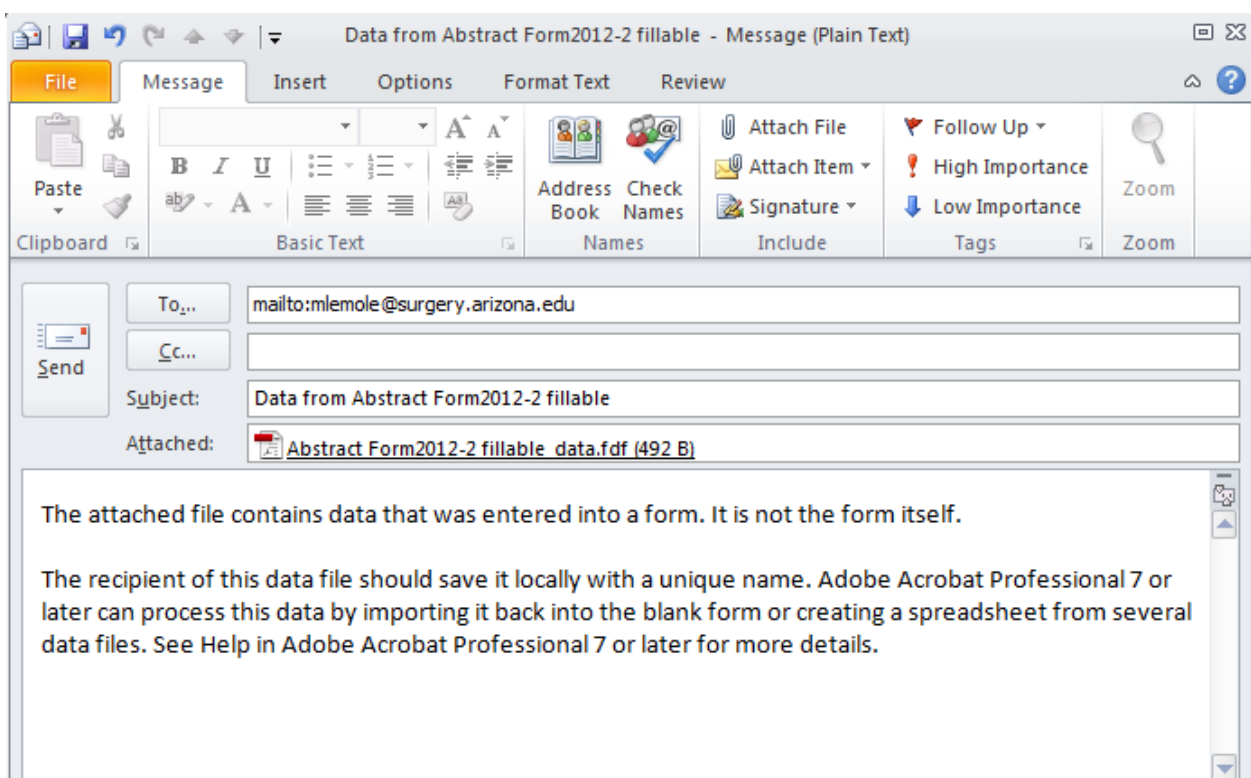 Data from Abstract Form2012-2 fillable - Message (Plain Text)
File Message Insert Options Format Text Review
Paste
B I U
A A
ab A
Aa
Address Book
Check Names
Attach File
Attach Item
Signature
Follow Up
High Importance
Low Importance
Zoom
Clipboard Basic Text Names Include Tags Zoom
Send
To... mailto:mlemole@surgery.arizona.edu
Cc...
Subject: Data from Abstract Form2012-2 fillable
Attached: Abstract Form2012-2 fillable_data.fdf (492 B)
The attached file contains data that was entered into a form. It is not the form itself.
The recipient of this data file should save it locally with a unique name. Adobe Acrobat Professional 7 or
later can process this data by importing it back into the blank form or creating a spreadsheet from several
data files. See Help in Adobe Acrobat Professional 7 or later for more details.